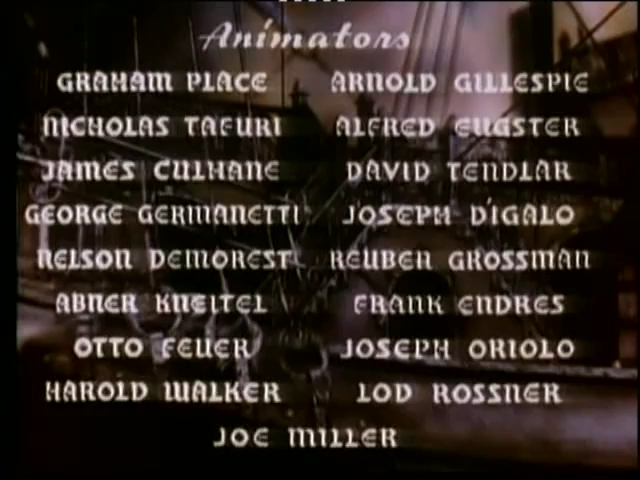 Animators
GRAHAM PLACE ARNOLD GILLESPIE
NICHOLAS TAFURI ALFRED EUGSTER
JAMES CULHANE DAVID TENDLAR
GEORGE GERMANETTI JOSEPH D'IGALO
NELSON DEMOREST REUBEN GROSSMAN
ABNER KNEITEL FRANK ENDRES
OTTO FEUER JOSEPH ORIOLO
HAROLD WALKER LOD ROSSNER
JOE MILLER